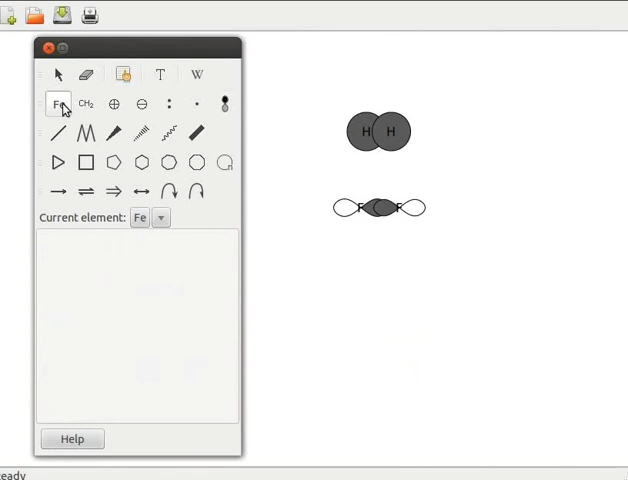 T W
Fe CH₂
H H
F F
Current element: Fe
Help
eady